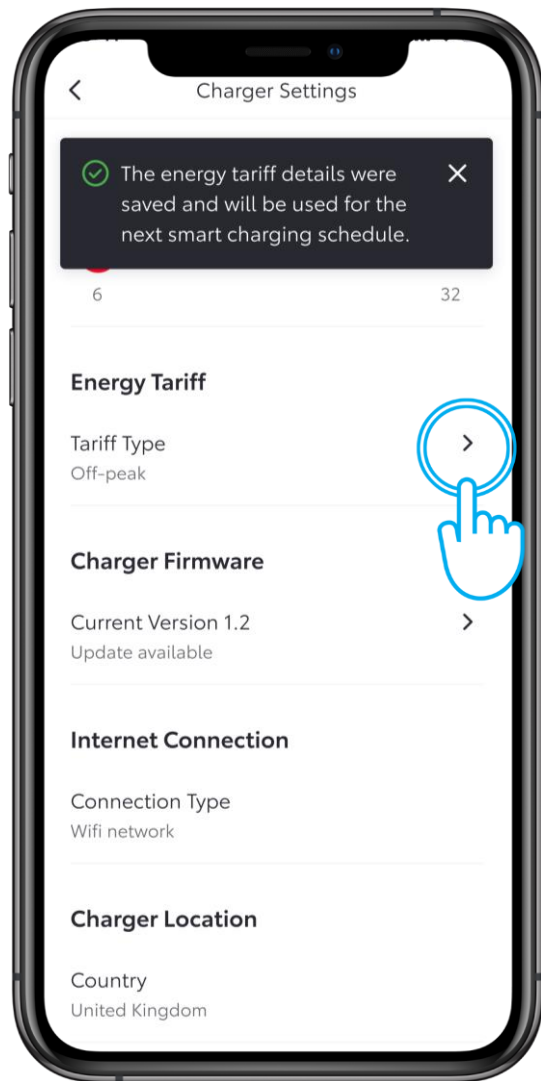 Charger Settings
The energy tariff details were
saved and will be used for the
next smart charging schedule.
6 32
Energy Tariff
Tariff Type
Off-peak
Charger Firmware
Current Version 1.2
Update available
Internet Connection
Connection Type
Wifi network
Charger Location
Country
United Kingdom